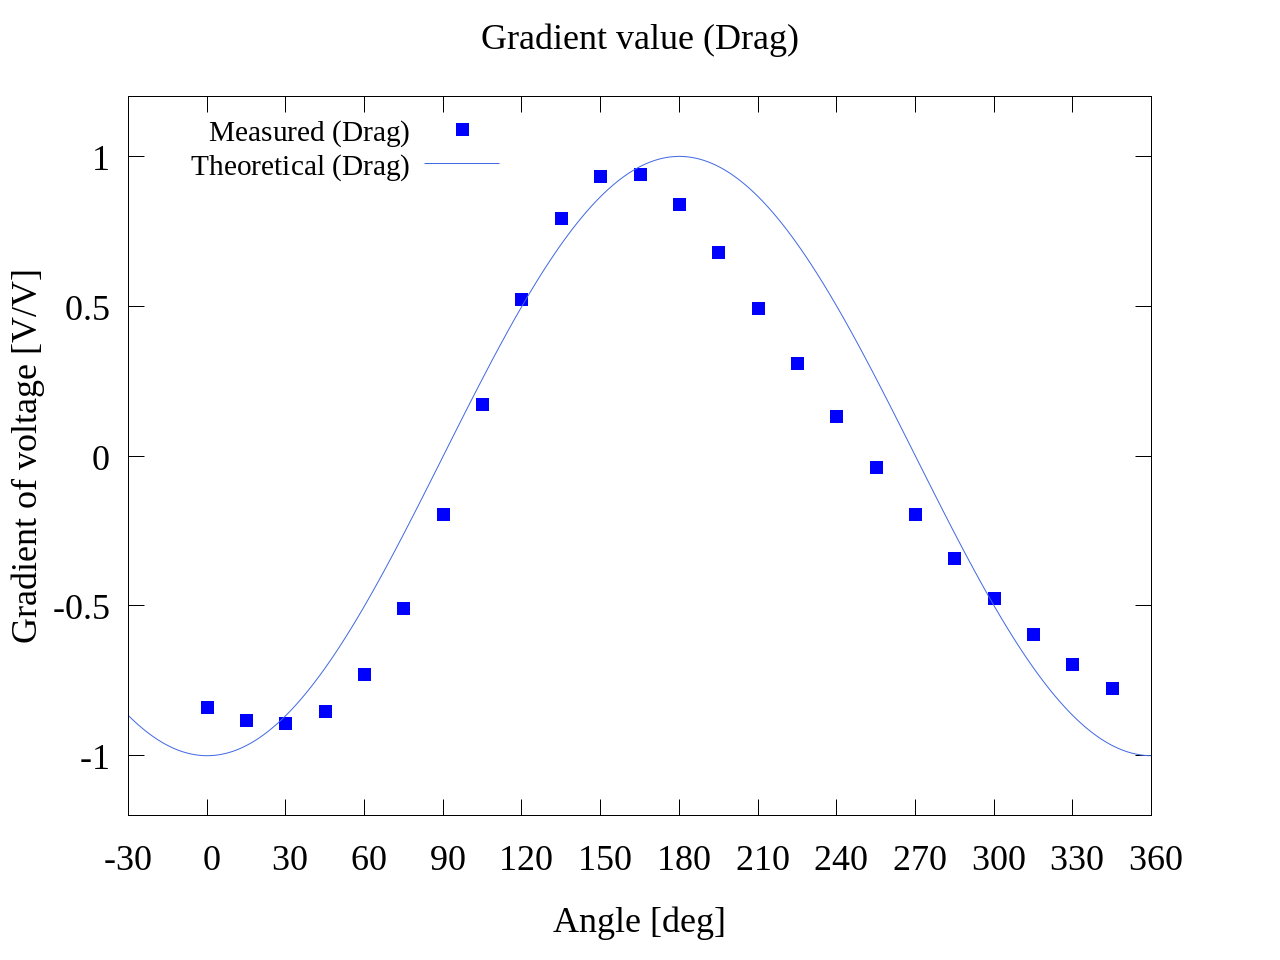 Gradient value (Drag)
Measured (Drag)
Theoretical (Drag)
1
0.5
0
-0.5
-1
Gradient of voltage [V/V]
-30 0 30 60 90 120 150 180 210 240 270 300 330 360
Angle [deg]